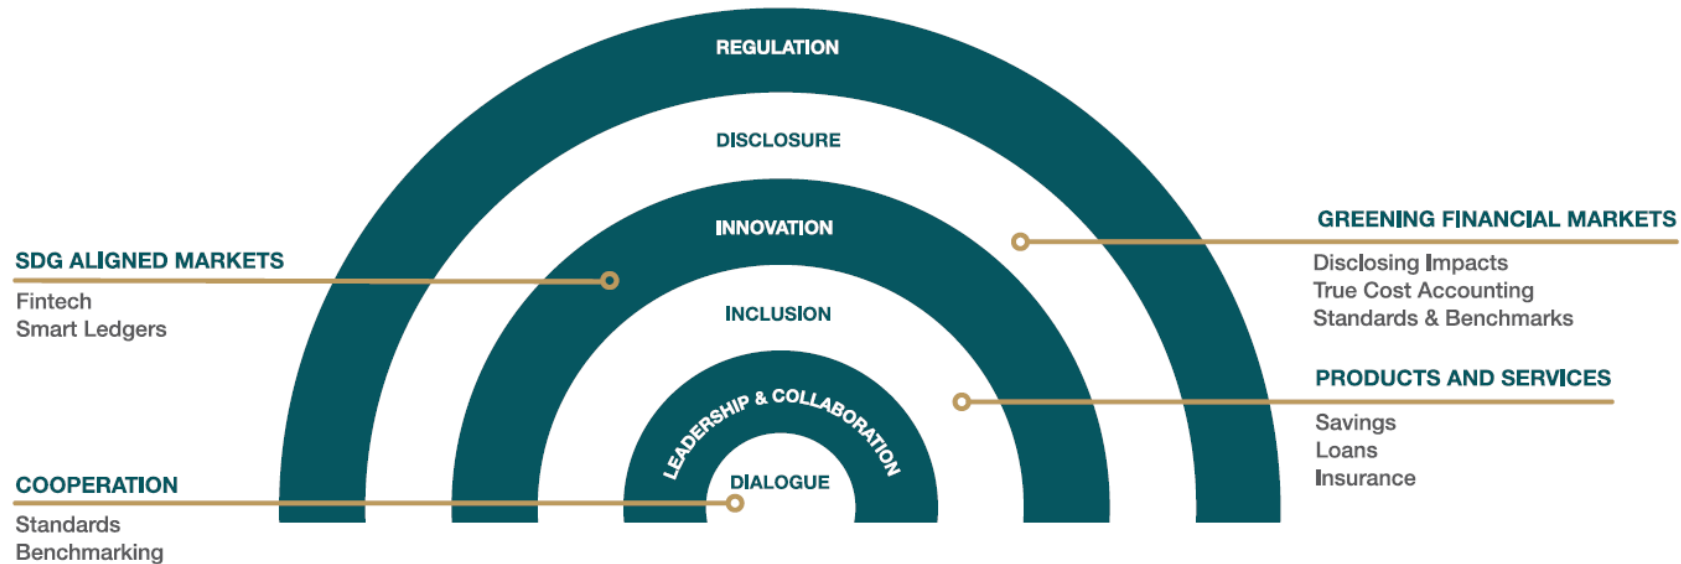 REGULATION
DISCLOSURE
INNOVATION
INCLUSION
LEADERSHIP & COLLABORATION
DIALOGUE
SDG ALIGNED MARKETS
Fintech
Smart Ledgers
COOPERATION
Standards
Benchmarking
GREENING FINANCIAL MARKETS
Disclosing Impacts
True Cost Accounting
Standards & Benchmarks
PRODUCTS AND SERVICES
Savings
Loans
Insurance